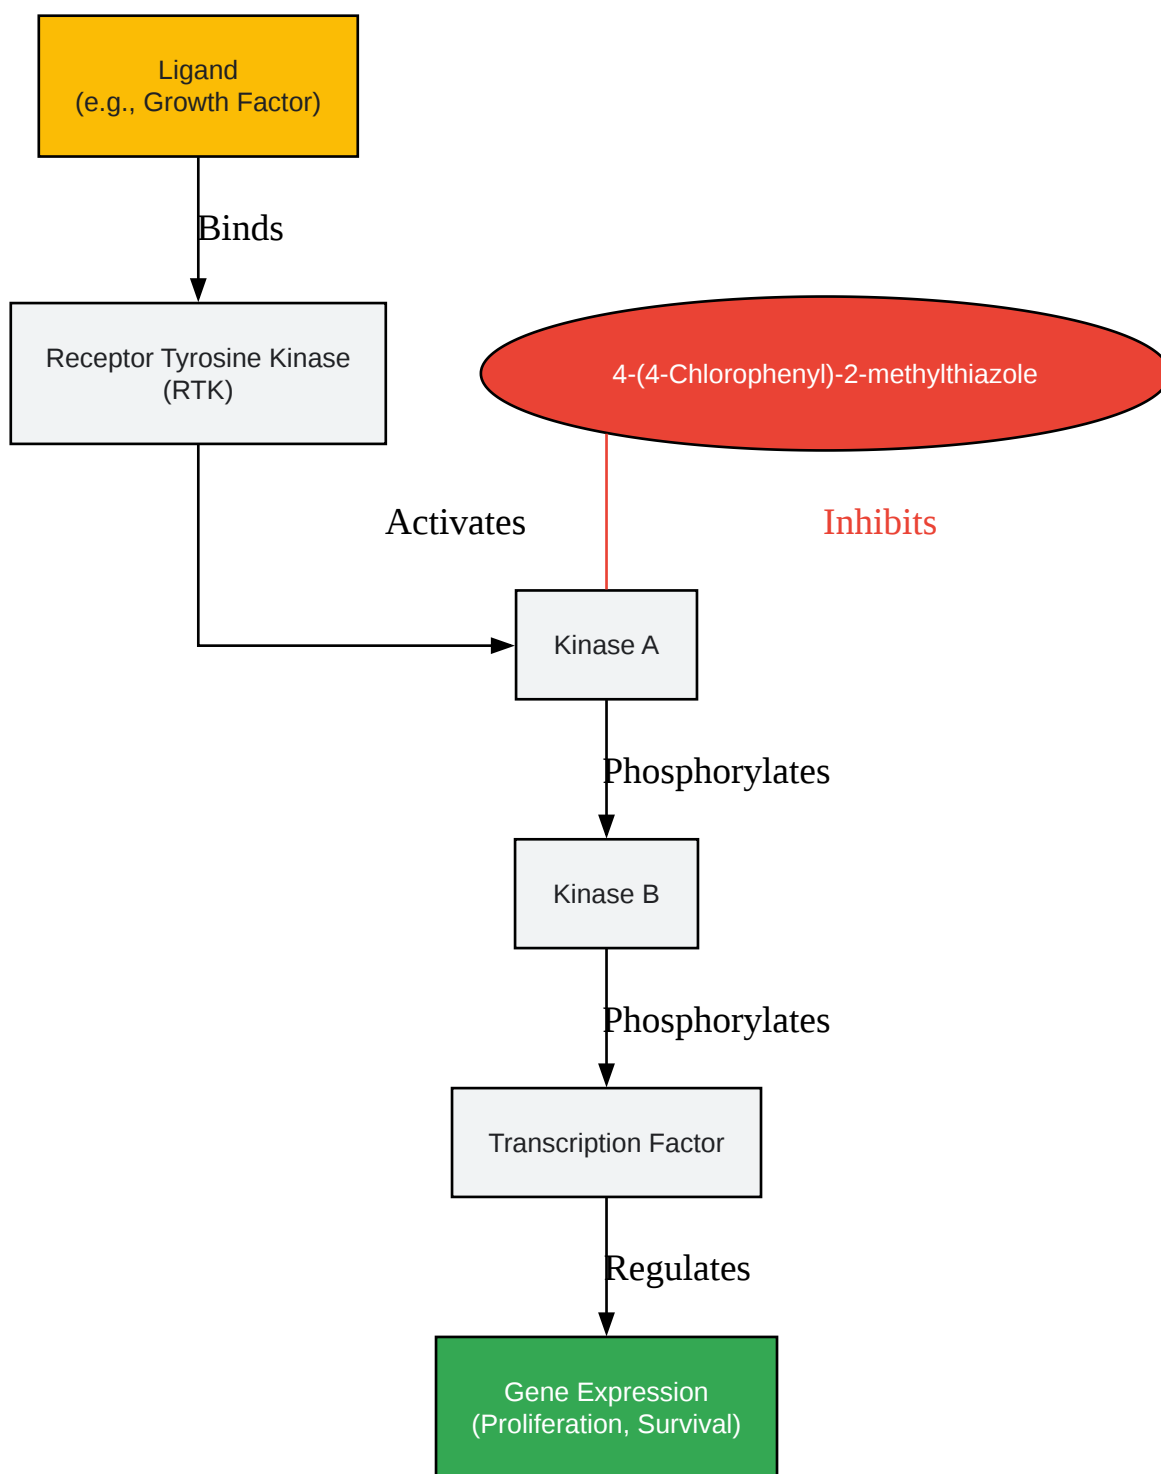 Ligand
(e.g., Growth Factor)
Binds
Receptor Tyrosine Kinase
(RTK)
4-(4-Chlorophenyl)-2-methylthiazole
Activates
Inhibits
Kinase A
Phosphorylates
Kinase B
Phosphorylates
Transcription Factor
Regulates
Gene Expression
(Proliferation, Survival)